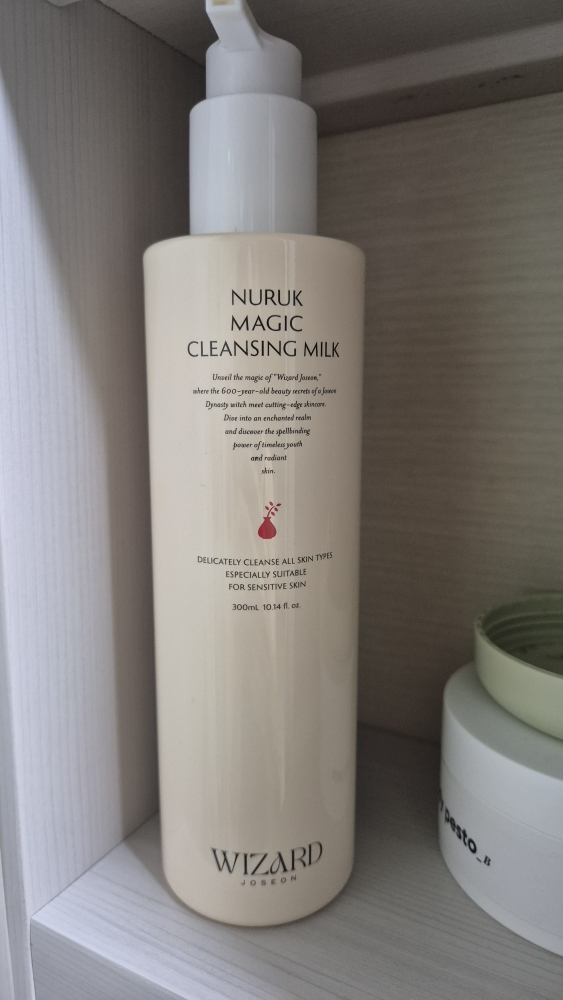 NURUK
MAGIC
CLEANSING MILK
Unveil the magic of "Wizard Joseon,"
where the 600-year-old beauty secrets of a Joseon
Dynasty witch meet cutting-edge skincare.
Dive into an enchanted realm
and discover the spellbinding
power of timeless youth
and radiant
skin.
DELICATELY CLEANSE ALL SKIN TYPES
ESPECIALLY SUITABLE
FOR SENSITIVE SKIN
300mL 10.14 fl. oz.
WIZARD
JOSEON
pesto_B